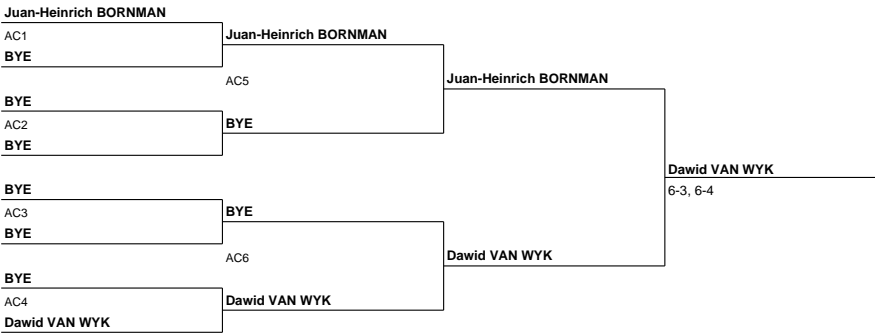 Juan-Heinrich BORNMAN
AC1
BYE
Juan-Heinrich BORNMAN
AC5
BYE
AC2
BYE
BYE
Juan-Heinrich BORNMAN
BYE
AC3
BYE
BYE
AC6
BYE
AC4
Dawid VAN WYK
Dawid VAN WYK
Dawid VAN WYK
Dawid VAN WYK
6-3, 6-4